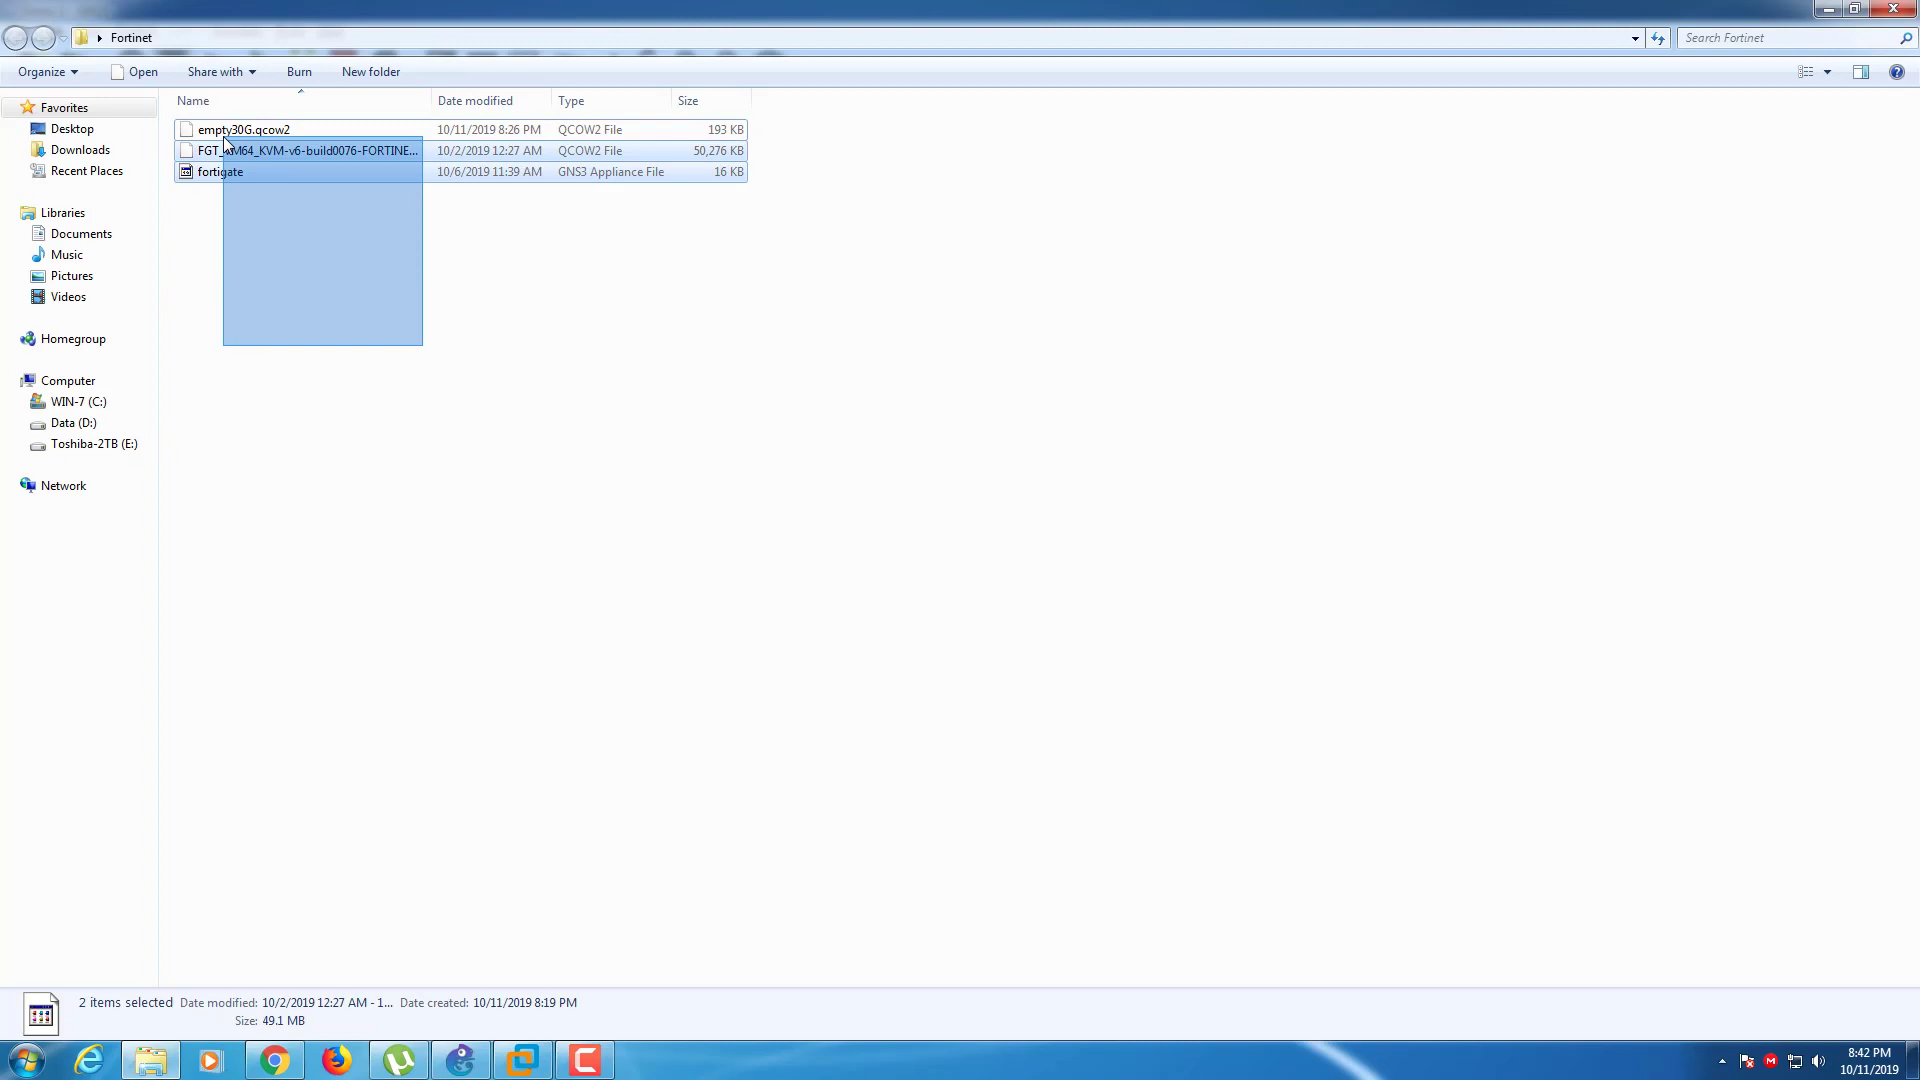 Fortinet
Search Fortinet
Organize
Open
Share with
Burn
New folder
Name
Date modified
Type
Size
empty30G.qcow2
10/11/2019 8:26 PM
QCOW2 File
193 KB
M64_KVM-v6-build0076-FORTINE...
10/2/2019 12:27 AM
QCOW2 File
50,276 KB
fortigate
10/6/2019 11:39 AM
GNS3 Appliance File
16 KB
Favorites
Desktop
Downloads
Recent Places
Libraries
Documents
Music
Pictures
Videos
Homegroup
Computer
WIN-7 (C:)
Data (D:)
Toshiba-2TB (E:)
Network
2 items selected
Date modified: 10/2/2019 12:27 AM - 1...
Date created: 10/11/2019 8:19 PM
Size: 49.1 MB
8:42 PM
10/11/2019